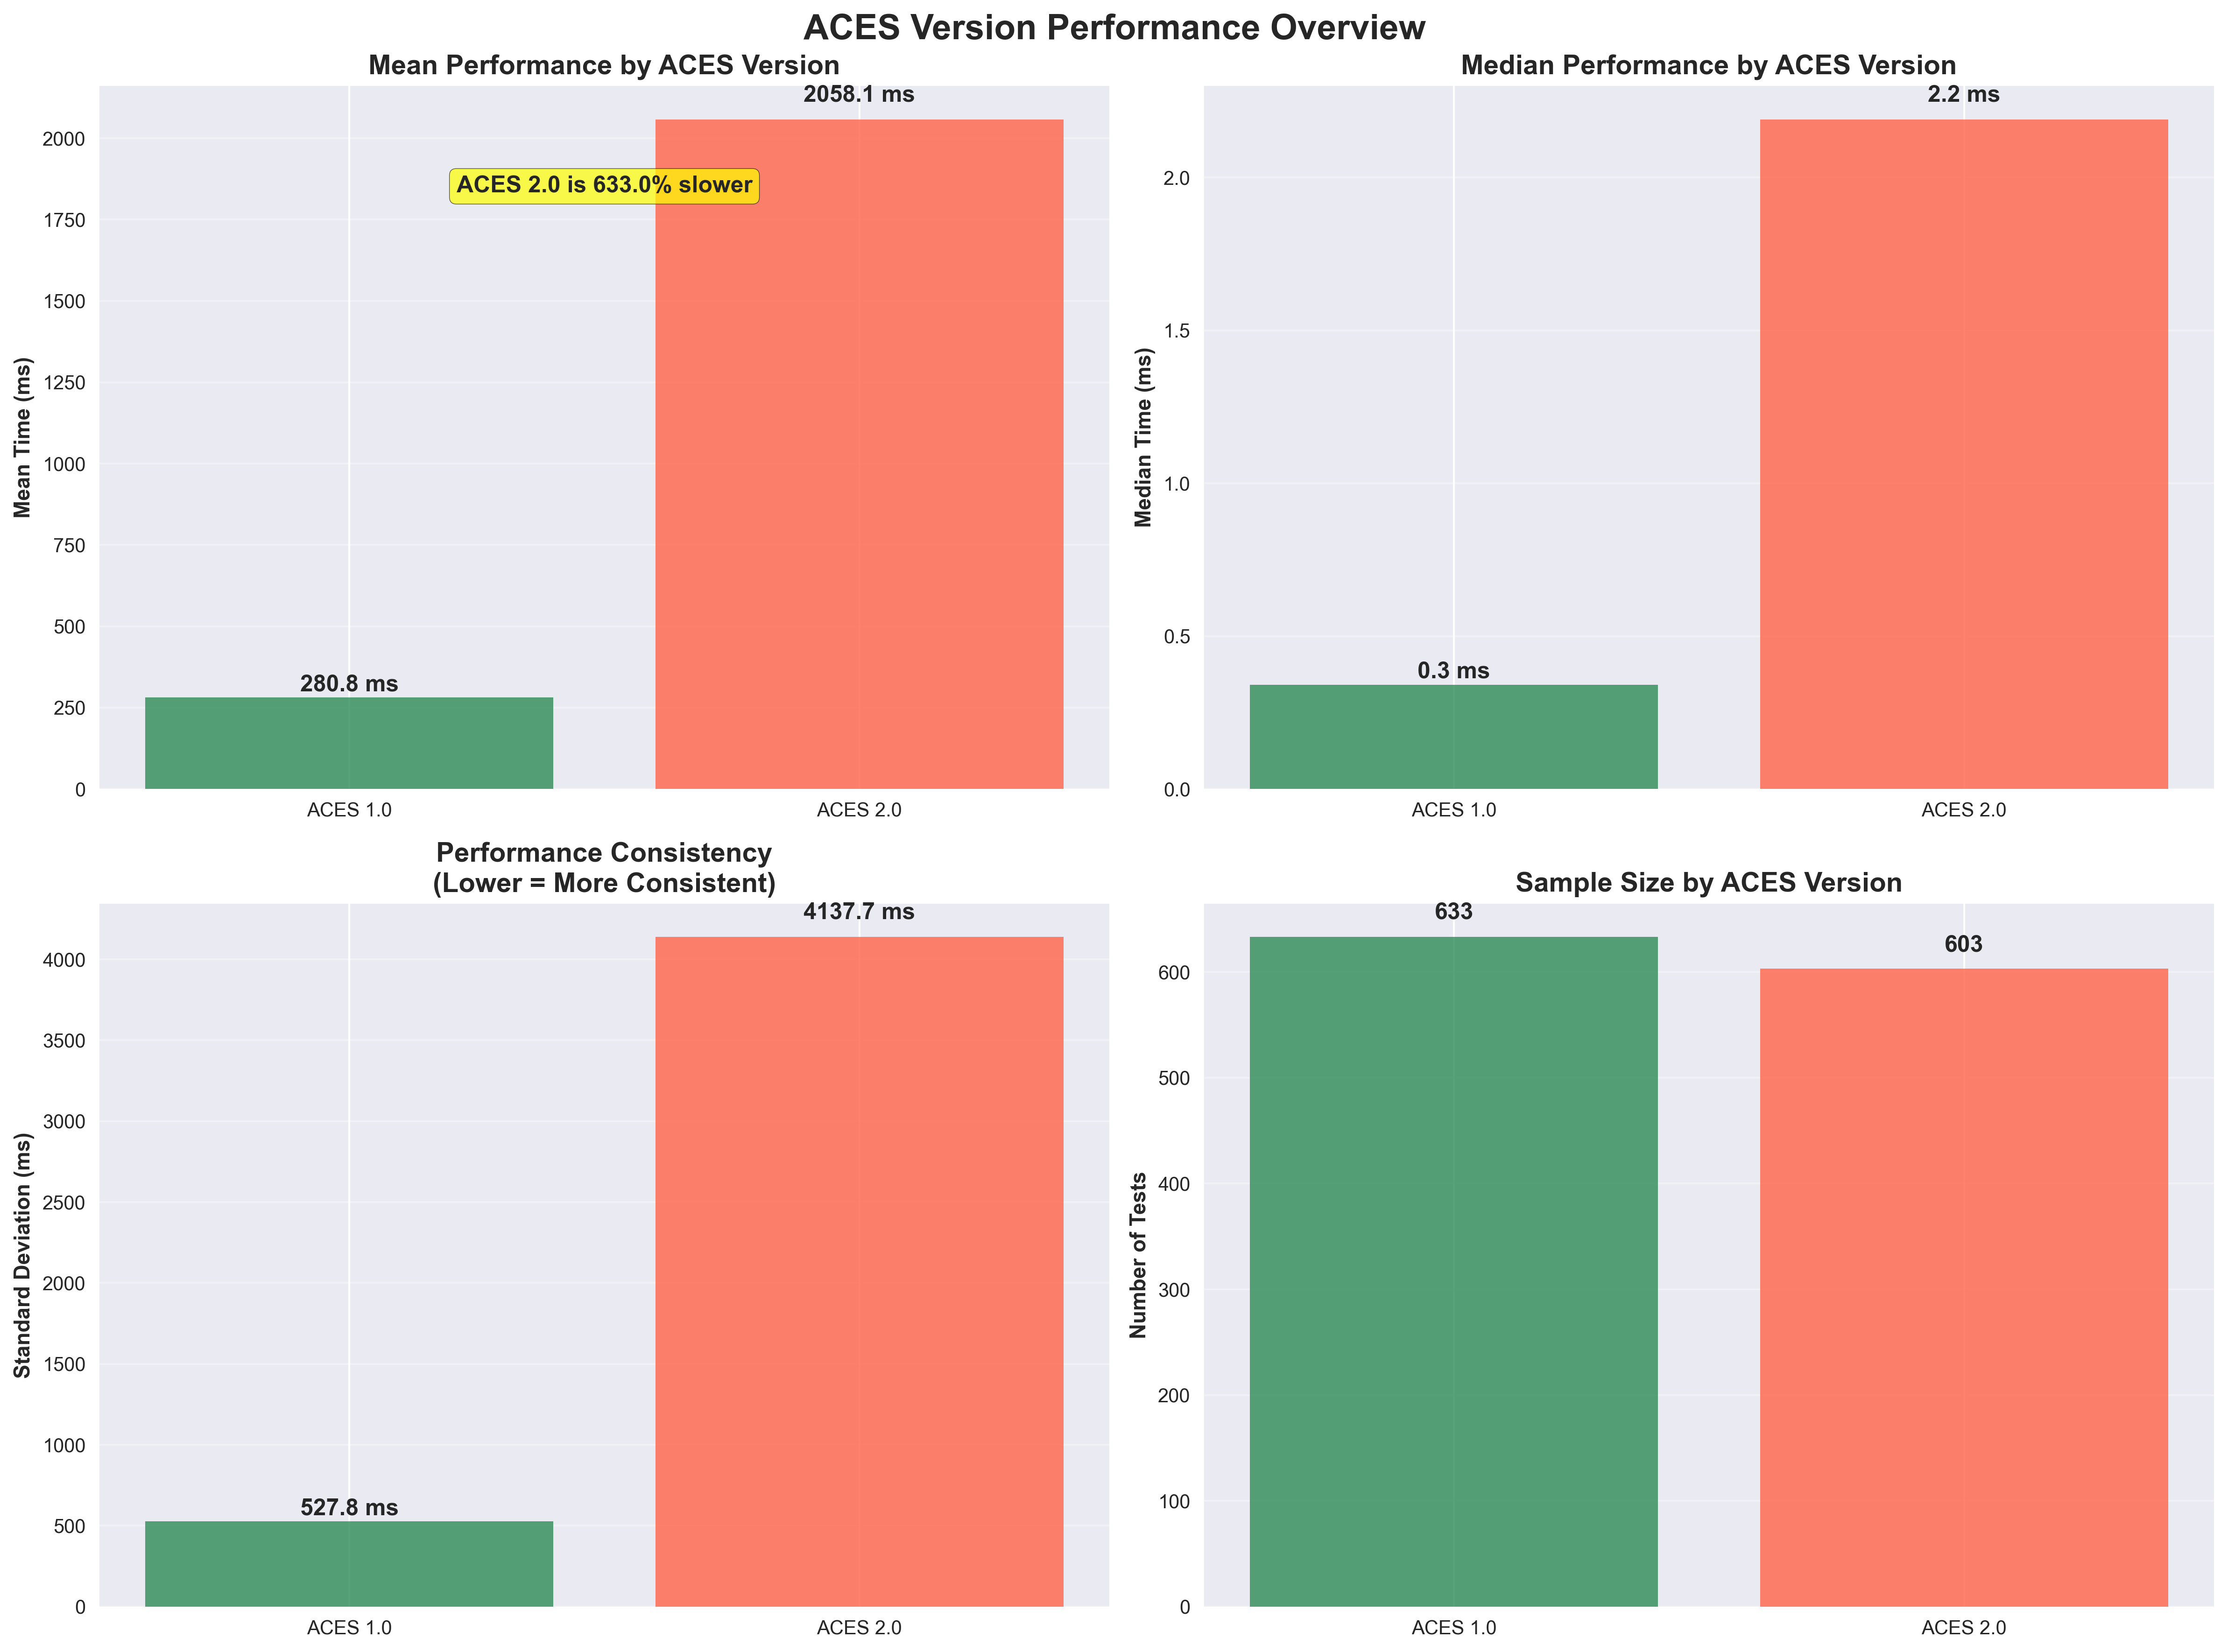 ACES Version Performance Overview
Mean Performance by ACES Version
2058.1 ms
ACES 2.0 is 633.0% slower
280.8 ms
Mean Time (ms)
2000
1750
1500
1250
1000
750
500
250
0
ACES 1.0
ACES 2.0
Median Performance by ACES Version
2.2 ms
0.3 ms
Median Time (ms)
2.0
1.5
1.0
0.5
0.0
ACES 1.0
ACES 2.0
Performance Consistency
(Lower = More Consistent)
4137.7 ms
527.8 ms
Standard Deviation (ms)
4000
3500
3000
2500
2000
1500
1000
500
0
ACES 1.0
ACES 2.0
Sample Size by ACES Version
633
603
Number of Tests
600
500
400
300
200
100
0
ACES 1.0
ACES 2.0